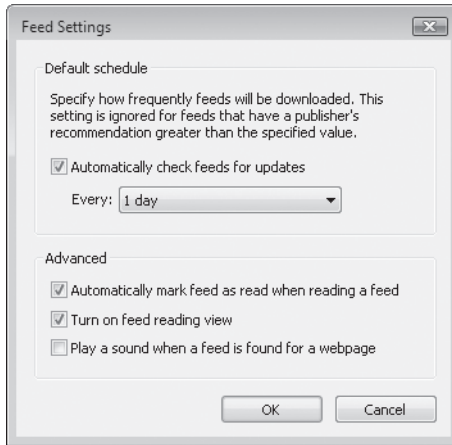 Feed Settings
Default schedule
Specify how frequently feeds will be downloaded. This
setting is ignored for feeds that have a publisher's
recommendation greater than the specified value.
Automatically check feeds for updates
Every: 1 day
Advanced
Automatically mark feed as read when reading a feed
Turn on feed reading view
Play a sound when a feed is found for a webpage
OK Cancel